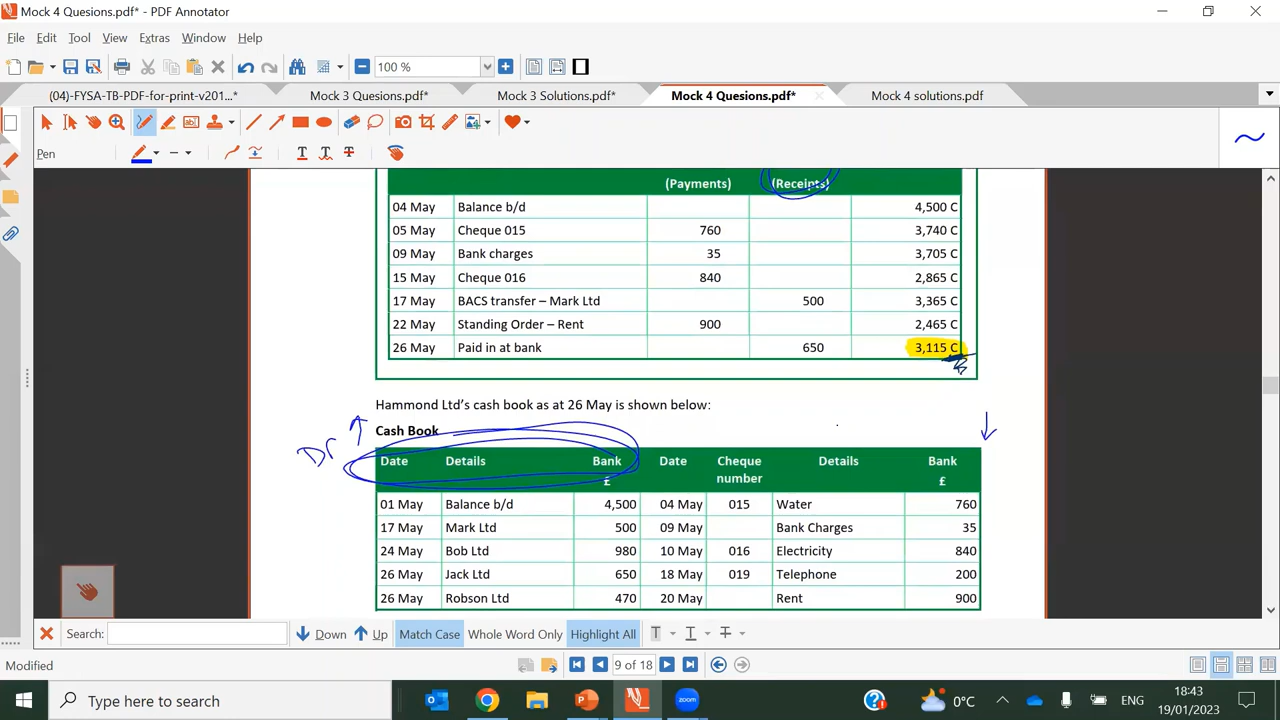 Mock 4 Quesions.pdf* - PDF Annotator
File Edit Tool View Extras Window Help
100 %
(04)-FYSA-TB-PDF-for-print-v201...* Mock 3 Quesions.pdf* Mock 3 Solutions.pdf* Mock 4 Quesions.pdf* Mock 4 solutions.pdf
Pen
(Payments) (Receipts)
04 May Balance b/d 4,500 C
05 May Cheque 015 760 3,740 C
09 May Bank charges 35 3,705 C
15 May Cheque 016 840 2,865 C
17 May BACS transfer – Mark Ltd 500 3,365 C
22 May Standing Order – Rent 900 2,465 C
26 May Paid in at bank 650 3,115 C
Hammond Ltd's cash book as at 26 May is shown below:
Cash Book
Dr
Date Details Bank £ Date Cheque number Details Bank £
01 May Balance b/d 4,500 04 May 015 Water 760
17 May Mark Ltd 500 09 May Bank Charges 35
24 May Bob Ltd 980 10 May 016 Electricity 840
26 May Jack Ltd 650 18 May 019 Telephone 200
26 May Robson Ltd 470 20 May Rent 900
Search: Down Up Match Case Whole Word Only Highlight All T T T
Modified 9 of 18
Type here to search 0°C ENG 18:43
19/01/2023